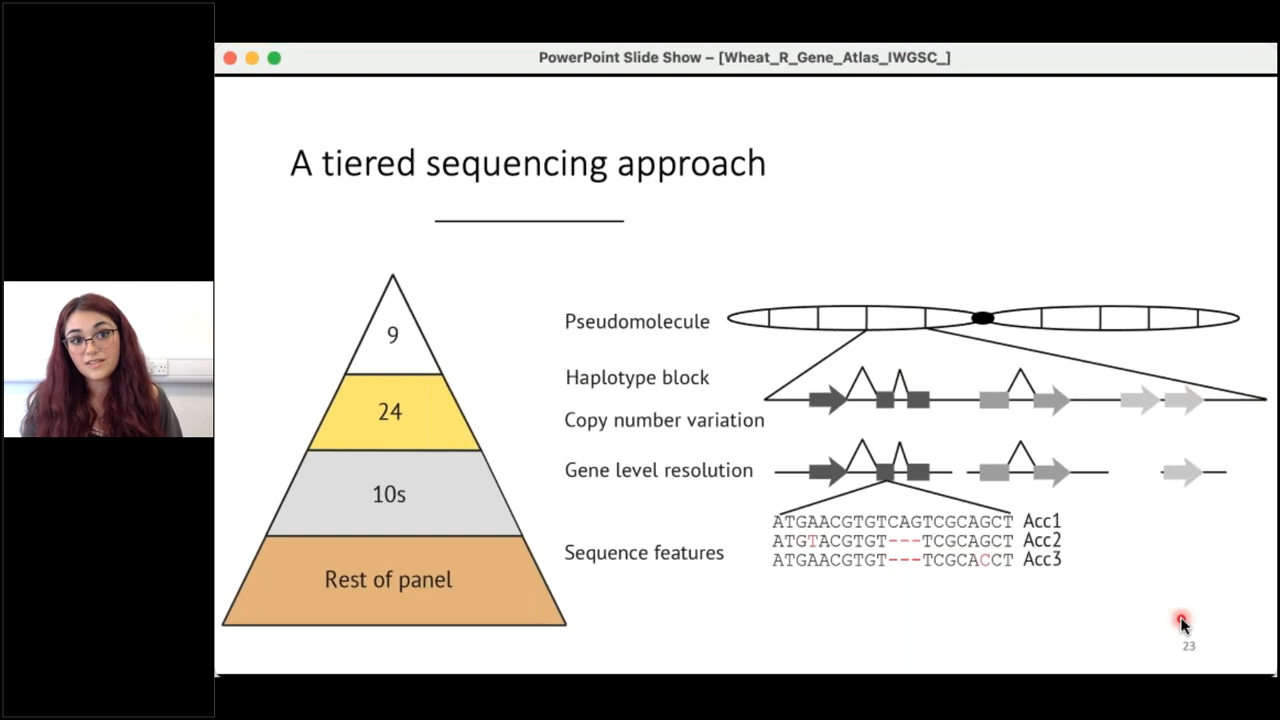 PowerPoint Slide Show – [Wheat_R_Gene_Atlas_IWGSC_]
A tiered sequencing approach
9
24
10s
Rest of panel
Pseudomolecule
Haplotype block
Copy number variation
Gene level resolution
Sequence features
ATGAACGTGTCAGTCGCAGCT Acc1
ATGTACGTGT---TCGCAGCT Acc2
ATGAACGTGT---TCGCACCT Acc3
23